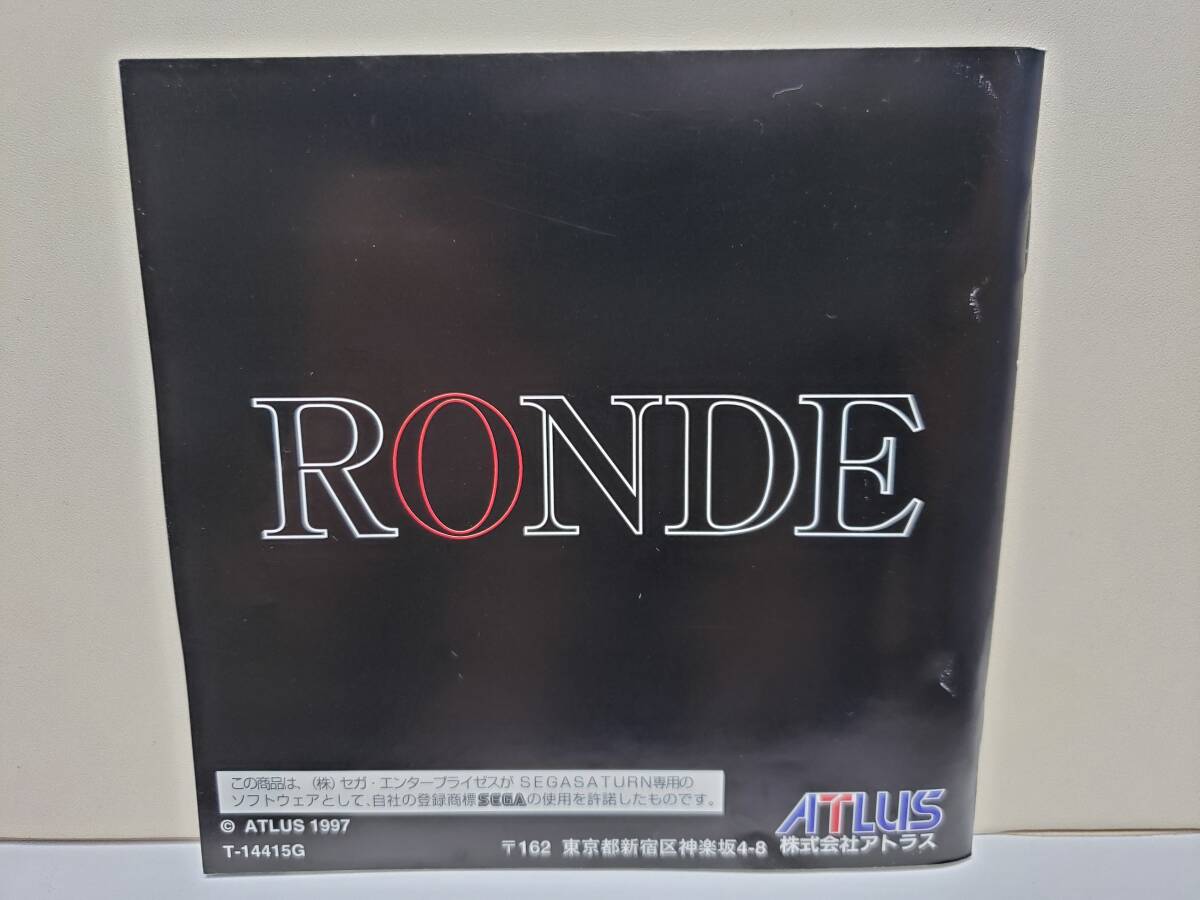 RONDE
この商品は、(株)セガ・エンタープライゼスがSEGASATURN専用の
ソフトウェアとして、自社の登録商標SEGAの使用を許諾したものです。
© ATLUS 1997
T-14415G
ATLUS
〒162 東京都新宿区神楽坂4-8 株式会社アトラス